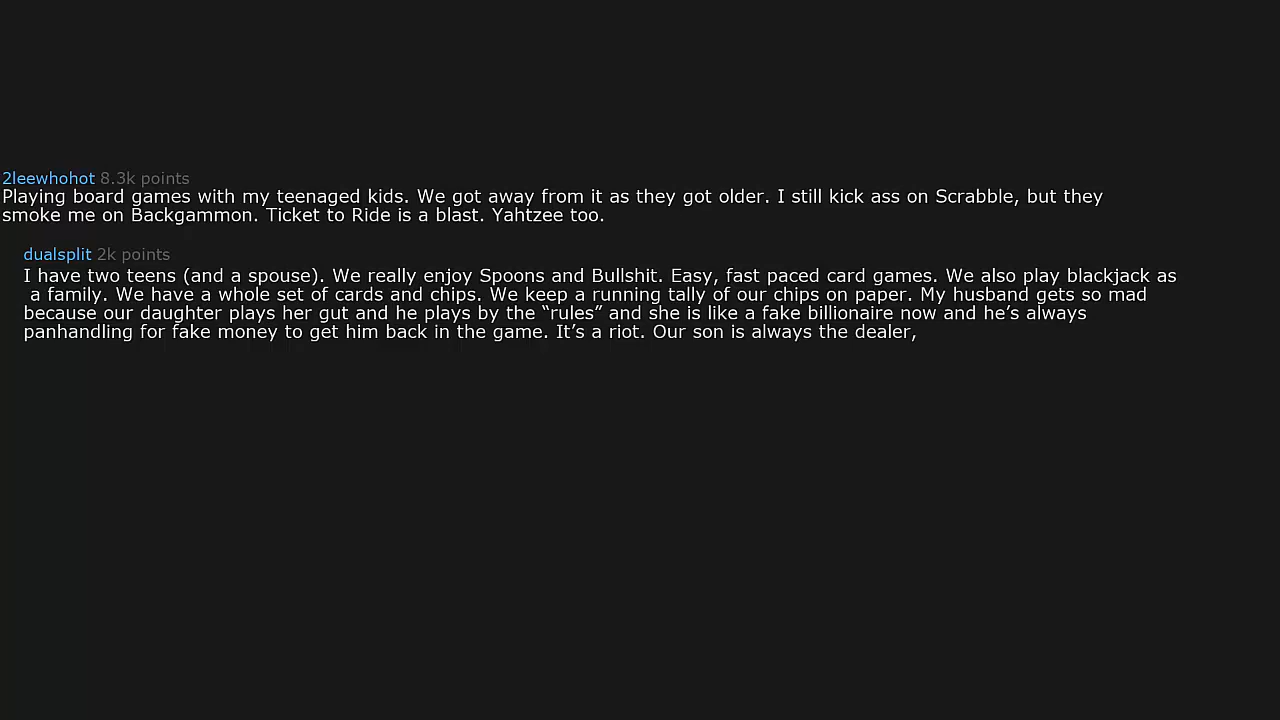 2leewhohot 8.3k points
Playing board games with my teenaged kids. We got away from it as they got older. I still kick ass on Scrabble, but they
smoke me on Backgammon. Ticket to Ride is a blast. Yahtzee too.
dualsplit 2k points
I have two teens (and a spouse). We really enjoy Spoons and Bullshit. Easy, fast paced card games. We also play blackjack as
a family. We have a whole set of cards and chips. We keep a running tally of our chips on paper. My husband gets so mad
because our daughter plays her gut and he plays by the “rules” and she is like a fake billionaire now and he’s always
panhandling for fake money to get him back in the game. It’s a riot. Our son is always the dealer,